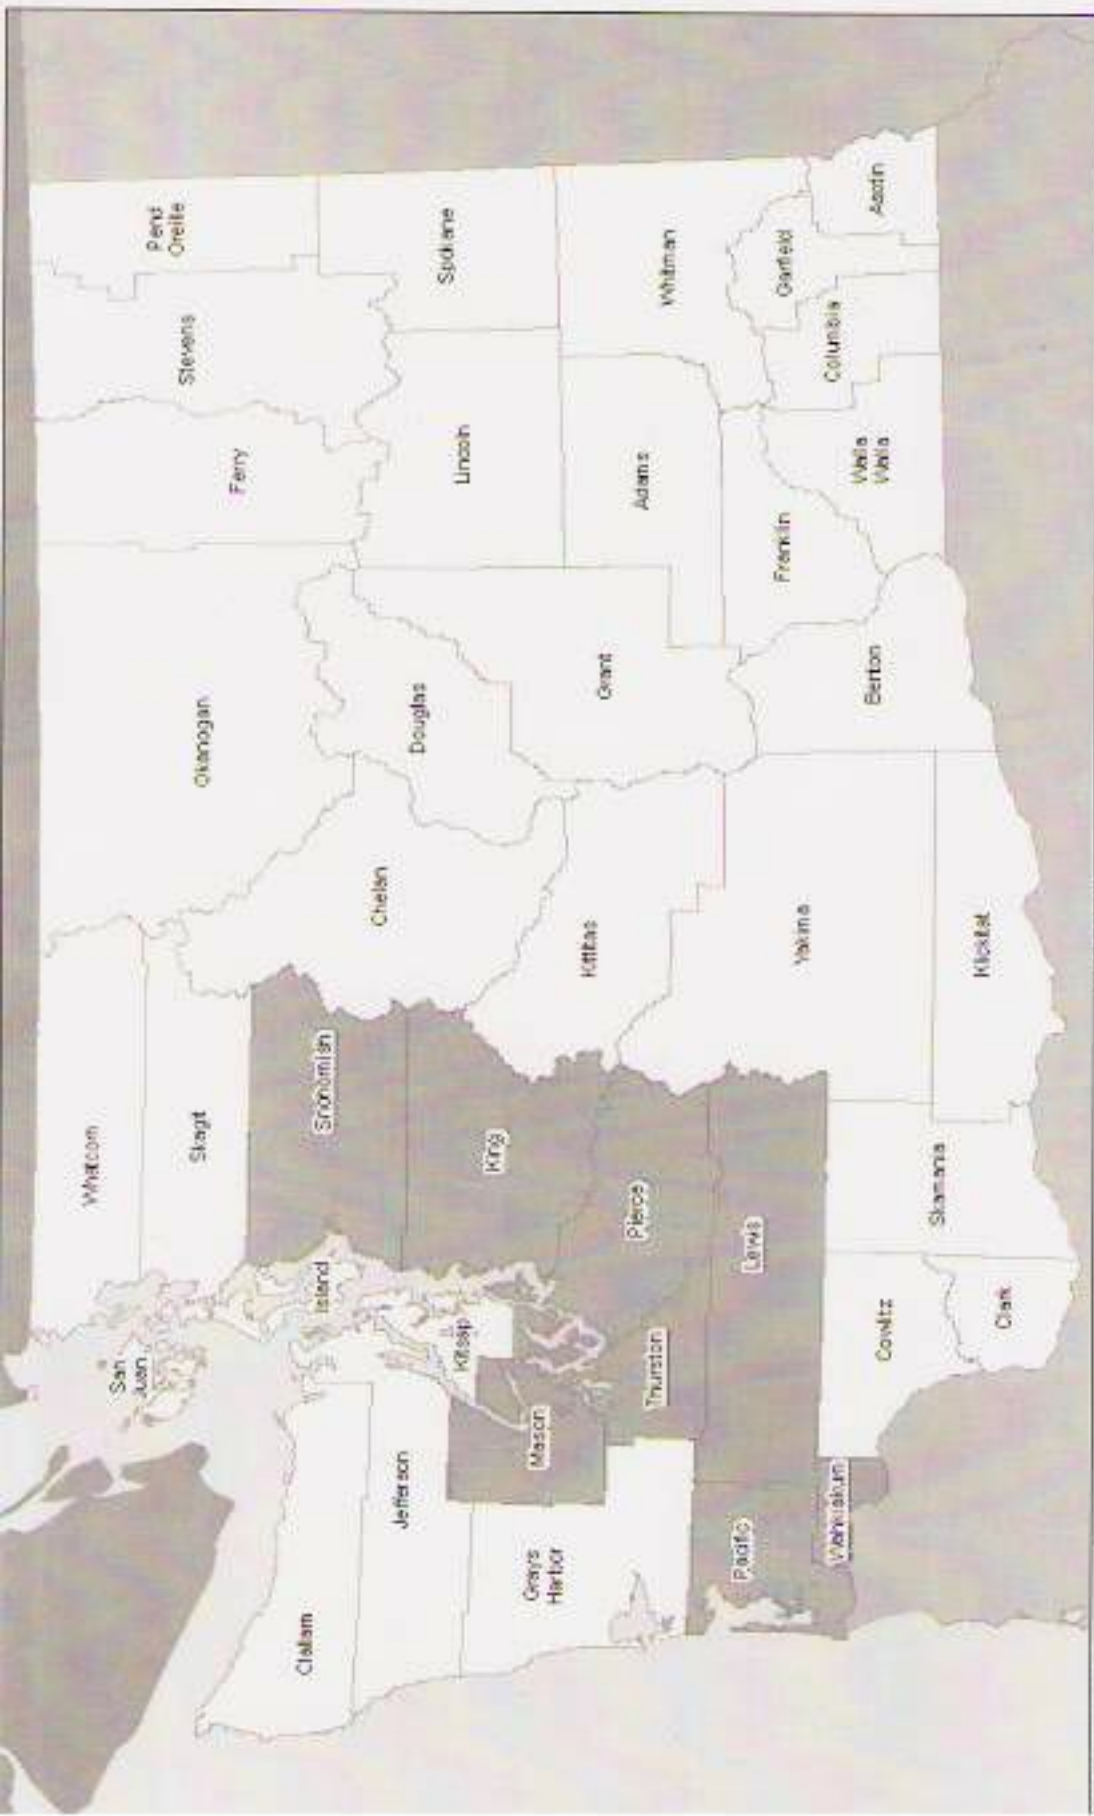 Whatcom
San
Juan
Skagit
Okanogan
Ferry
Stevens
Pend
Oreille
Island
Snohomish
Chelan
Douglas
Lincoln
Spokane
Clallam
Jefferson
Kitsap
King
Kittitas
Grant
Adams
Whitman
Grays
Harbor
Mason
Thurston
Pierce
Pacific
Lewis
Yakima
Franklin
Garfield
Columbia
Asotin
Wahkiakum
Cowlitz
Skamania
Benton
Walla
Walla
Clark
Klickitat